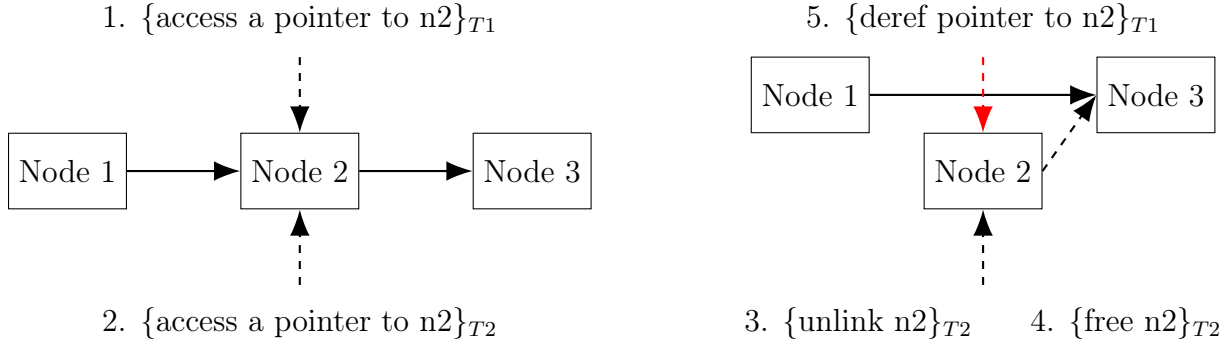 1. {access a pointer to n2}T1
Node 1
Node 2
Node 3
2. {access a pointer to n2}T2
5. {deref pointer to n2}T1
Node 1
Node 3
Node 2
3. {unlink n2}T2
4. {free n2}T2